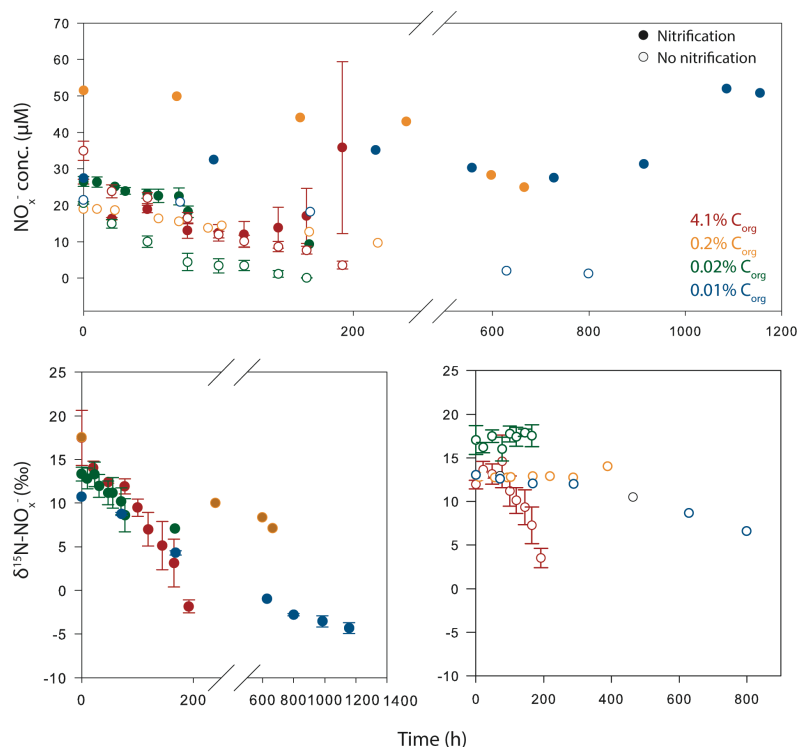 70
60
50
40
30
20
10
0
NOx⁻ conc. (µM)
Nitrification
No nitrification
4.1% Corg
0.2% Corg
0.02% Corg
0.01% Corg
0 200 600 800 1000 1200
25
20
15
10
5
0
-5
-10
δ¹⁵N-NOx⁻ (‰)
0 200 600 800 1000 1200 1400
25
20
15
10
5
0
-5
-10
0 200 400 600 800
Time (h)